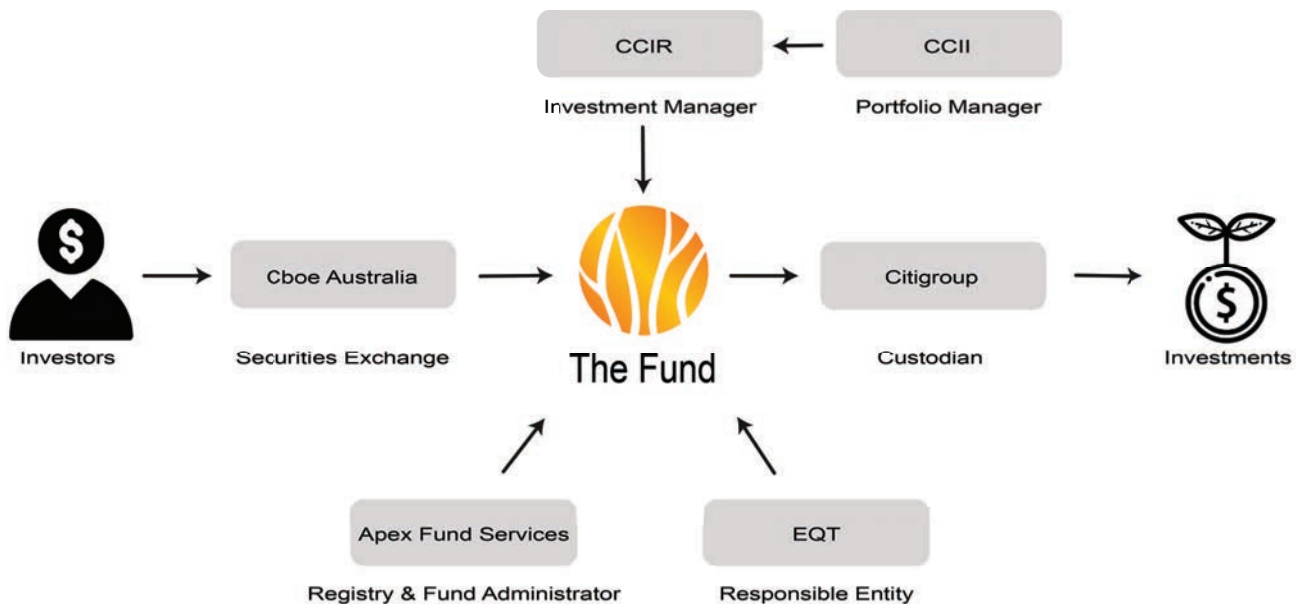 CCIR
CCII
Investment Manager
Portfolio Manager
$
Cboe Australia
Citigroup
$
Investors
Securities Exchange
The Fund
Custodian
Investments
Apex Fund Services
EQT
Registry & Fund Administrator
Responsible Entity